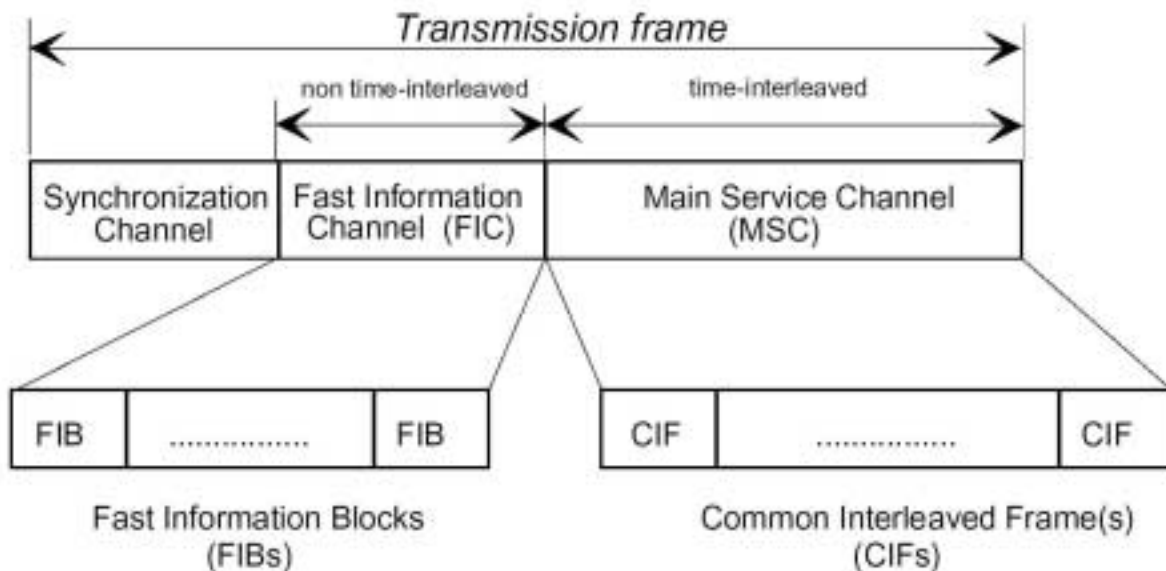 Transmission frame
non time-interleaved
time-interleaved
Synchronization
Channel
Fast Information
Channel (FIC)
Main Service Channel
(MSC)
FIB
................
FIB
CIF
................
CIF
Fast Information Blocks
(FIBs)
Common Interleaved Frame(s)
(CIFs)